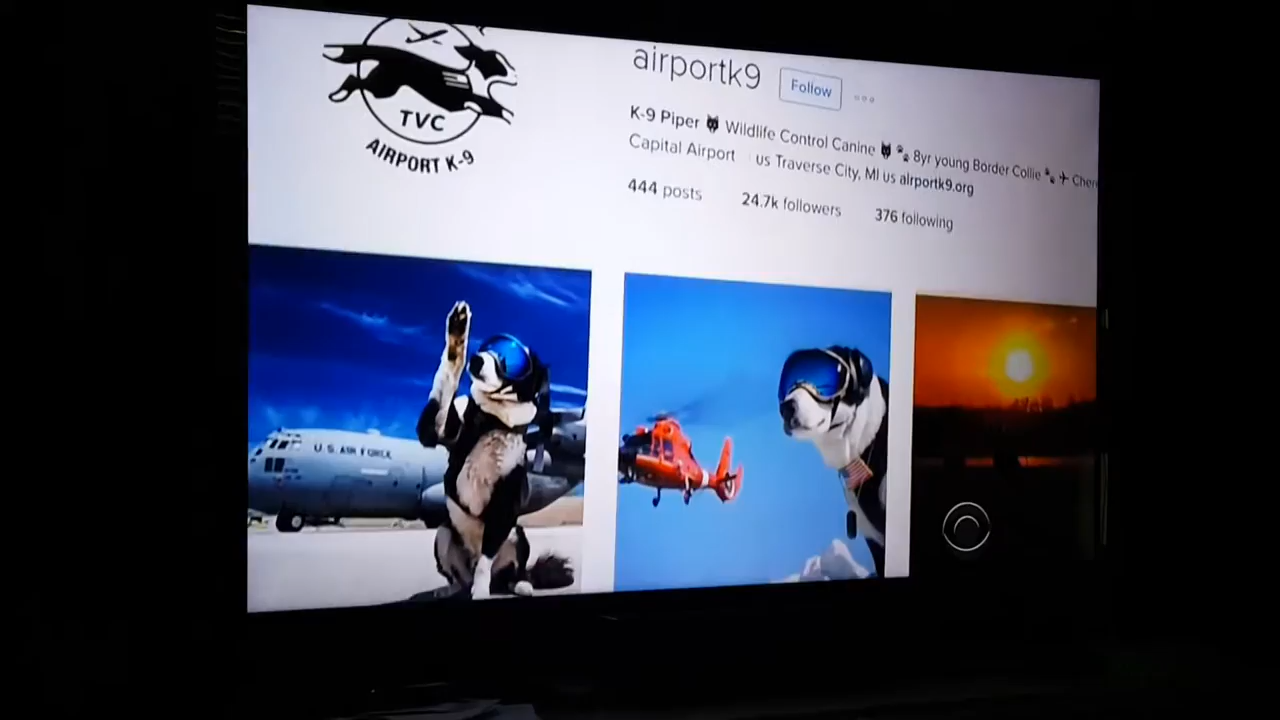 TVC
AIRPORT K-9
airportk9
Follow
K-9 Piper Wildlife Control Canine 8yr young Border Collie
Capital Airport us Traverse City, MI us airportk9.org
444 posts 24.7k followers 376 following
U.S. AIR FORCE